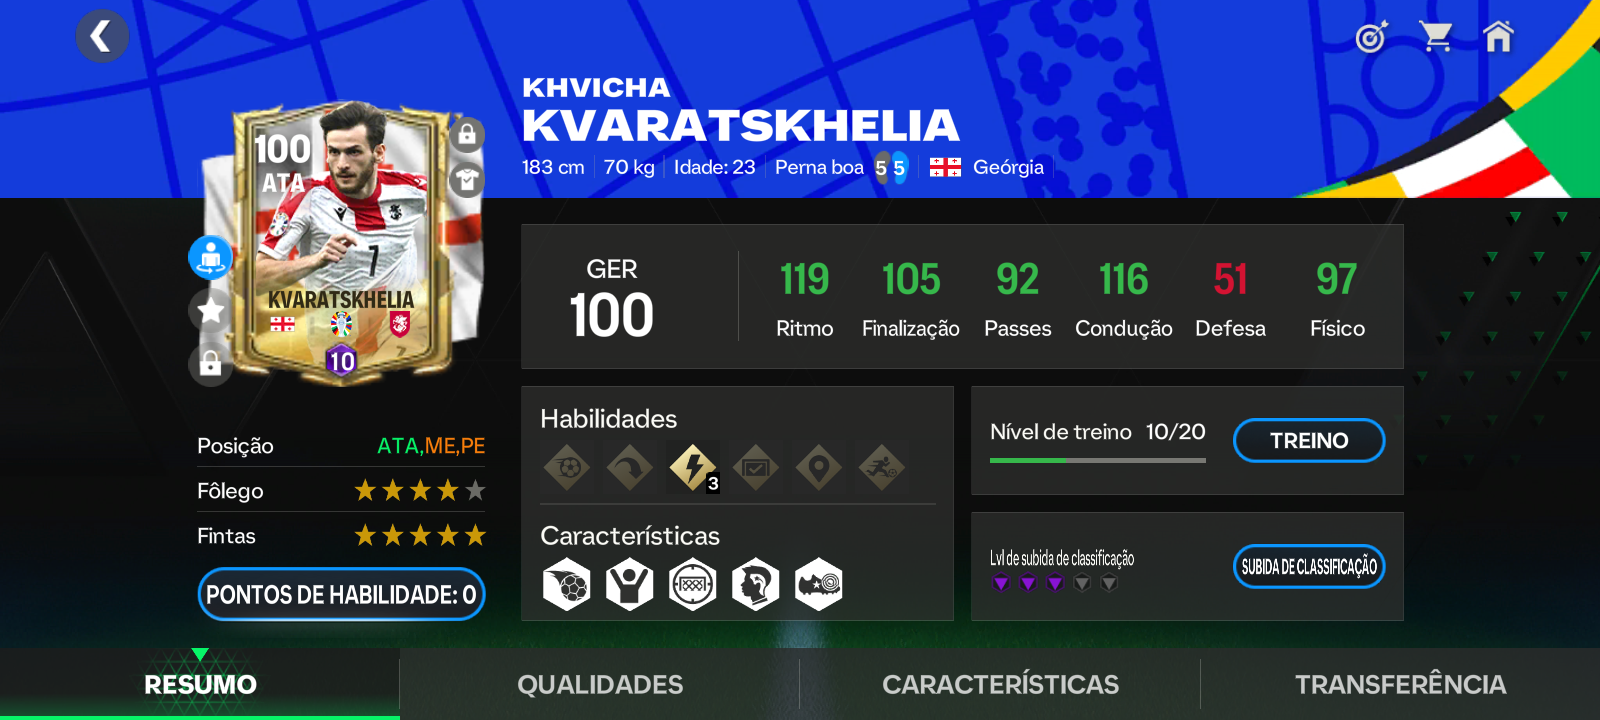 KHVICHA
KVARATSKHELIA
183 cm 70 kg Idade: 23 Perna boa 5 5 Geórgia
100
ATA
7
KVARATSKHELIA
10
GER
100
119 105 92 116 51 97
Ritmo Finalização Passes Condução Defesa Físico
Posição ATA,ME,PE
Fôlego
Fintas
PONTOS DE HABILIDADE: 0
Habilidades
3
Características
Nível de treino 10/20
TREINO
Lvl de subida de classificação
SUBIDA DE CLASSIFICAÇÃO
RESUMO QUALIDADES CARACTERÍSTICAS TRANSFERÊNCIA